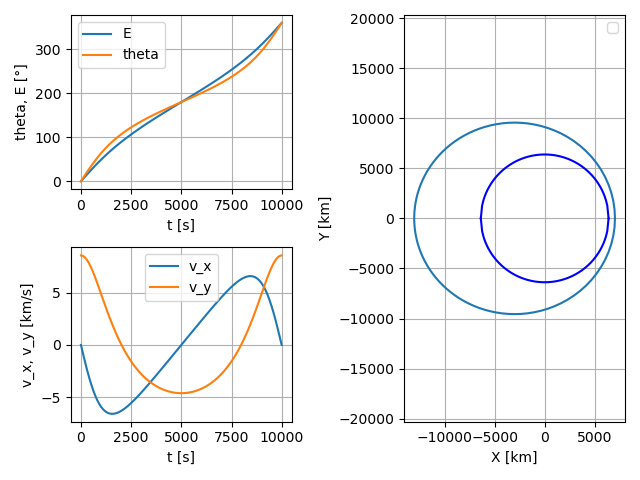 300
200
100
0
theta, E [°]
E
theta
0 2500 5000 7500 10000
t [s]
5
0
−5
v_x, v_y [km/s]
v_x
v_y
0 2500 5000 7500 10000
t [s]
20000
15000
10000
5000
0
−5000
−10000
−15000
−20000
Y [km]
−10000 −5000 0 5000
X [km]